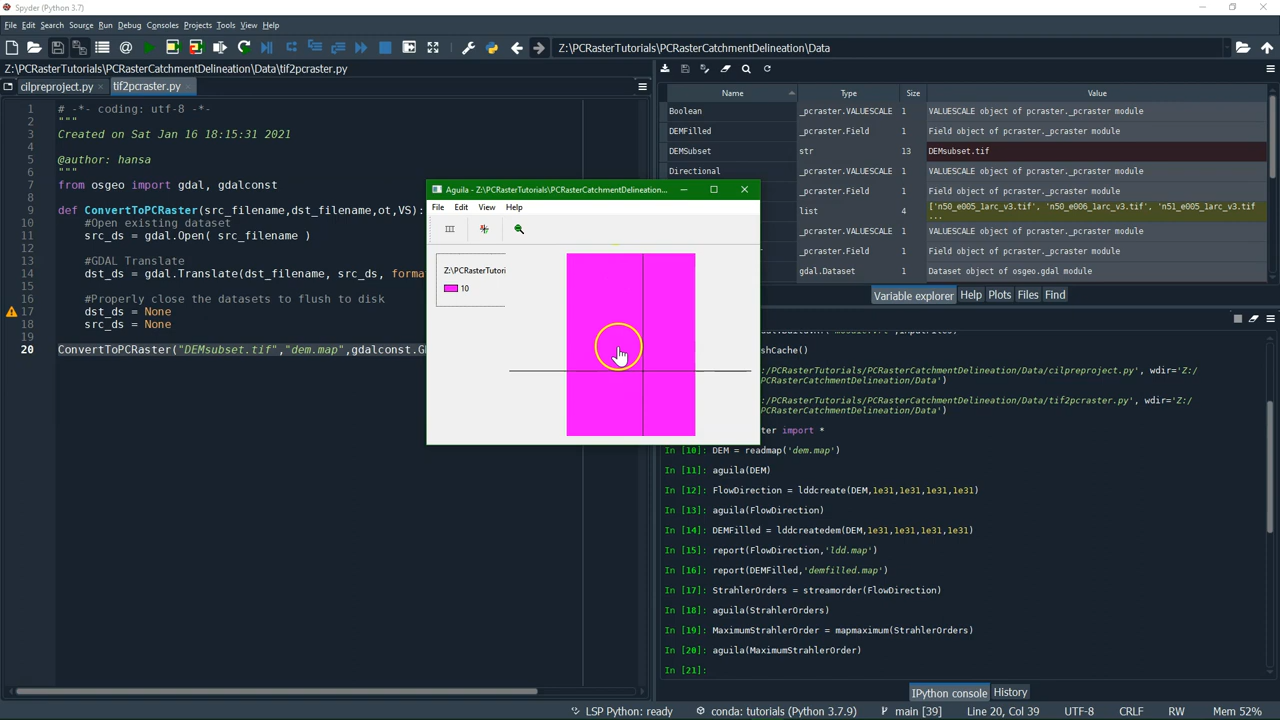 Spyder (Python 3.7)
File Edit Search Source Run Debug Consoles Projects Tools View Help
Z:\PCRasterTutorials\PCRasterCatchmentDelineation\Data
Z:\PCRasterTutorials\PCRasterCatchmentDelineation\Data\tif2pcraster.py
cilpreproject.py tif2pcraster.py
1 # -*- coding: utf-8 -*-
2 """
3 Created on Sat Jan 16 18:15:31 2021
4
5 @author: hansa
6 """
7 from osgeo import gdal, gdalconst
8
9 def ConvertToPCRaster(src_filename,dst_filename,ot,VS):
10 #Open existing dataset
11 src_ds = gdal.Open( src_filename )
12
13 #GDAL Translate
14 dst_ds = gdal.Translate(dst_filename, src_ds, forma
15
16 #Properly close the datasets to flush to disk
17 dst_ds = None
18 src_ds = None
19
20 ConvertToPCRaster("DEMsubset.tif","dem.map",gdalconst.G
Aguila - Z:\PCRasterTutorials\PCRasterCatchmentDelineation...
File Edit View Help
Z:\PCRasterTutori
10
Name Type Size Value
Boolean _pcraster.VALUESCALE 1 VALUESCALE object of pcraster._pcraster module
DEMFilled _pcraster.Field 1 Field object of pcraster._pcraster module
DEMSubset str 13 DEMsubset.tif
Directional _pcraster.VALUESCALE 1 VALUESCALE object of pcraster._pcraster module
_pcraster.Field 1 Field object of pcraster._pcraster module
list 4 ['n50_e005_1arc_v3.tif', 'n50_e006_1arc_v3.tif', 'n51_e005_1arc_v3.tif'
...
_pcraster.VALUESCALE 1 VALUESCALE object of pcraster._pcraster module
_pcraster.Field 1 Field object of pcraster._pcraster module
gdal.Dataset 1 Dataset object of osgeo.gdal module
Variable explorer Help Plots Files Find
shCache()
:/PCRasterTutorials/PCRasterCatchmentDelineation/Data/cilpreproject.py', wdir='Z:/
PCRasterTutorials/PCRasterCatchmentDelineation/Data')
:/PCRasterTutorials/PCRasterCatchmentDelineation/Data/tif2pcraster.py', wdir='Z:/
PCRasterTutorials/PCRasterCatchmentDelineation/Data')
ter import *
In [10]: DEM = readmap('dem.map')
In [11]: aguila(DEM)
In [12]: FlowDirection = lddcreate(DEM,1e31,1e31,1e31,1e31)
In [13]: aguila(FlowDirection)
In [14]: DEMFilled = lddcreatedem(DEM,1e31,1e31,1e31,1e31)
In [15]: report(FlowDirection,'ldd.map')
In [16]: report(DEMFilled,'demfilled.map')
In [17]: StrahlerOrders = streamorder(FlowDirection)
In [18]: aguila(StrahlerOrders)
In [19]: MaximumStrahlerOrder = mapmaximum(StrahlerOrders)
In [20]: aguila(MaximumStrahlerOrder)
In [21]:
IPython console History
LSP Python: ready conda: tutorials (Python 3.7.9) main [39] Line 20, Col 39 UTF-8 CRLF RW Mem 52%